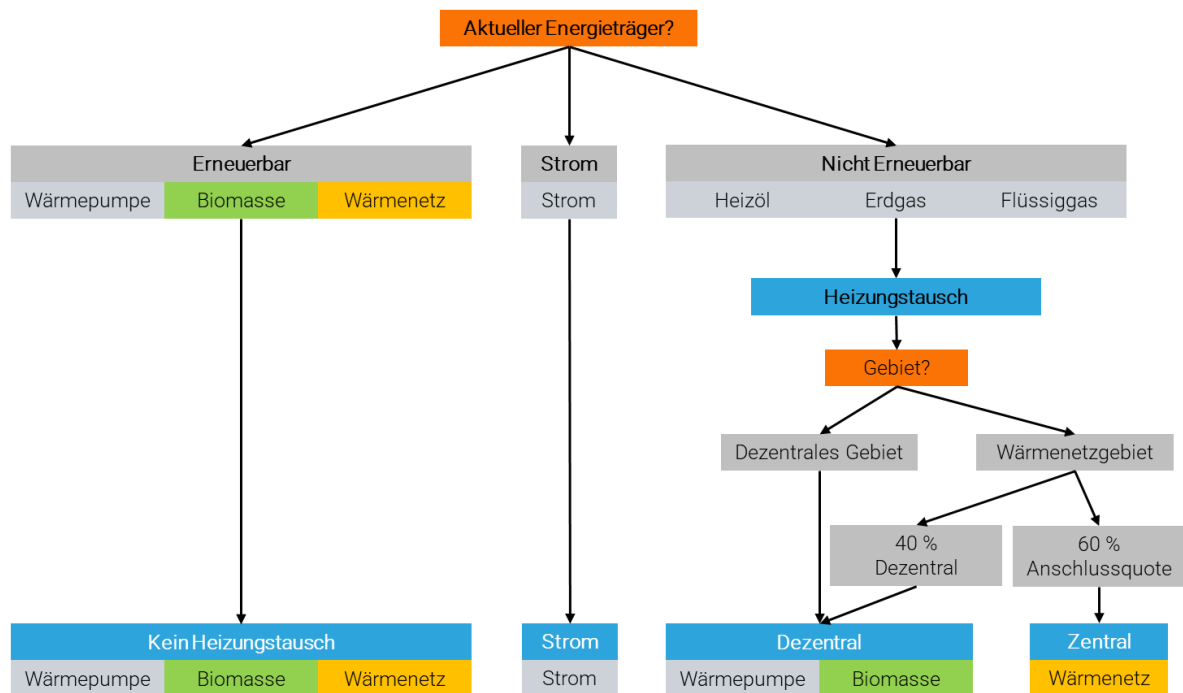 Aktueller Energieträger?
Erneuerbar
Strom
Nicht Erneuerbar
Wärmepumpe
Biomasse
Wärmenetz
Strom
Heizöl
Erdgas
Flüssiggas
Heizungstausch
Gebiet?
Dezentrales Gebiet
Wärmenetzgebiet
40 %
Dezentral
60 %
Anschlussquote
Kein Heizungstausch
Strom
Dezentral
Zentral
Wärmepumpe
Biomasse
Wärmenetz
Strom
Wärmepumpe
Biomasse
Wärmenetz